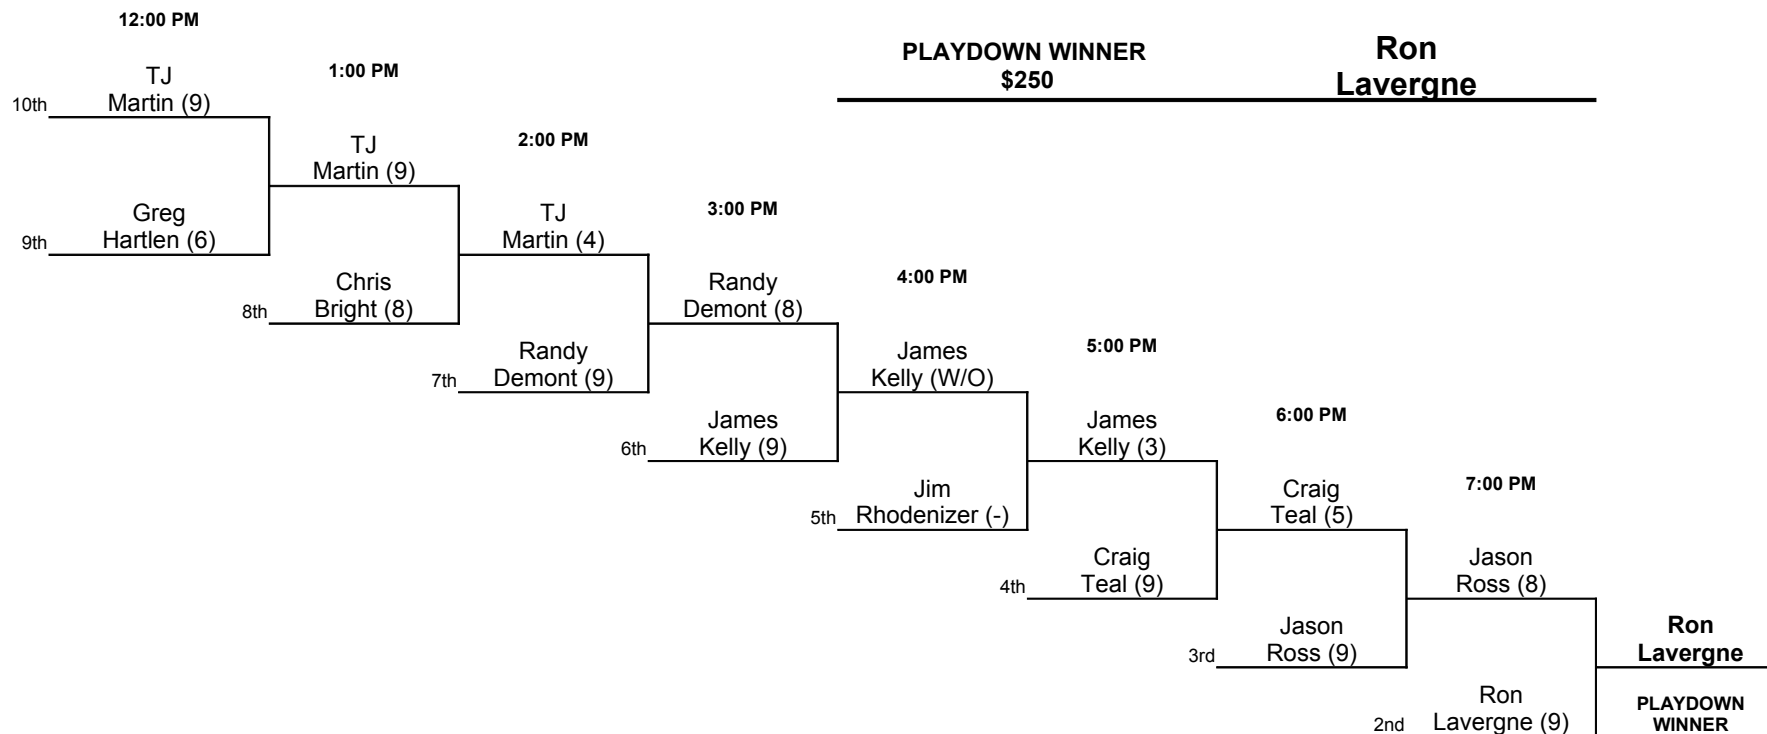 12:00 PM
PLAYDOWN WINNER
$250
Ron
Lavergne
1:00 PM
TJ
Martin (9)
10th
TJ
Martin (9)
2:00 PM
Greg
Hartlen (6)
9th
TJ
Martin (4)
3:00 PM
Chris
Bright (8)
8th
Randy
Demont (8)
4:00 PM
Randy
Demont (9)
7th
James
Kelly (W/O)
5:00 PM
James
Kelly (9)
6th
James
Kelly (3)
6:00 PM
Jim
Rhodenizer (-)
5th
Craig
Teal (5)
7:00 PM
Craig
Teal (9)
4th
Jason
Ross (8)
Jason
Ross (9)
3rd
Ron
Lavergne
Ron
Lavergne (9)
2nd
PLAYDOWN
WINNER